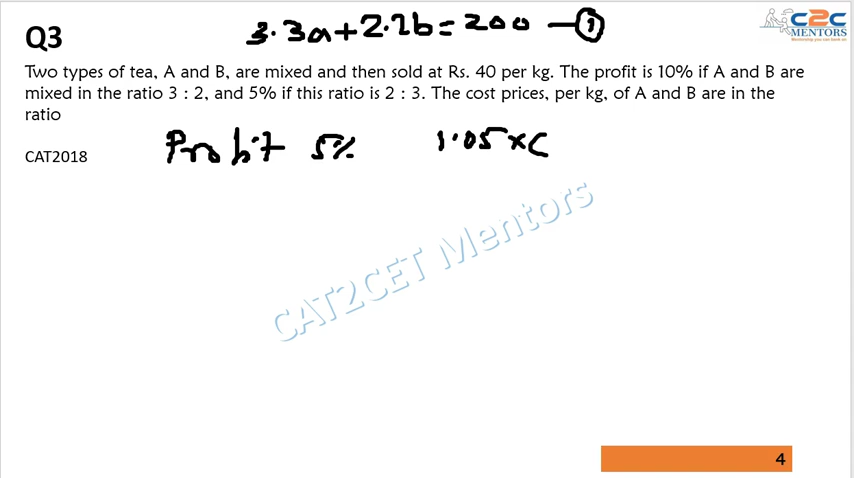 3.3a+2.2b=200 —①
c2c
MENTORS
Q3
Two types of tea, A and B, are mixed and then sold at Rs. 40 per kg. The profit is 10% if A and B are
mixed in the ratio 3 : 2, and 5% if this ratio is 2 : 3. The cost prices, per kg, of A and B are in the
ratio
CAT2018
Profit 5% 1.05×C
CAT2CET Mentors
4